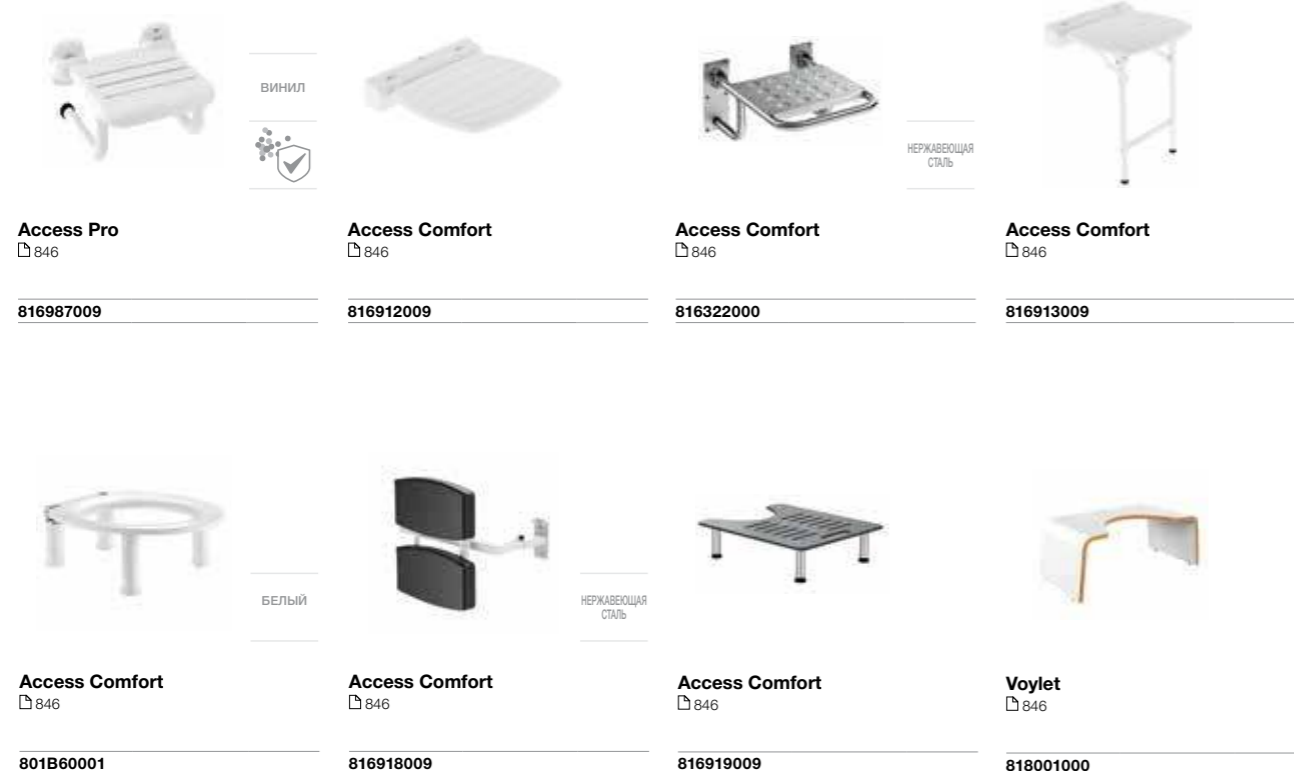 ВИНИЛ
НЕРЖАВЕЮЩАЯ
СТАЛЬ
Access Pro
846
816987009
Access Comfort
846
816912009
Access Comfort
846
816322000
Access Comfort
846
816913009
БЕЛЫЙ
НЕРЖАВЕЮЩАЯ
СТАЛЬ
Access Comfort
846
801B60001
Access Comfort
846
816918009
Access Comfort
846
816919009
Voylet
846
818001000